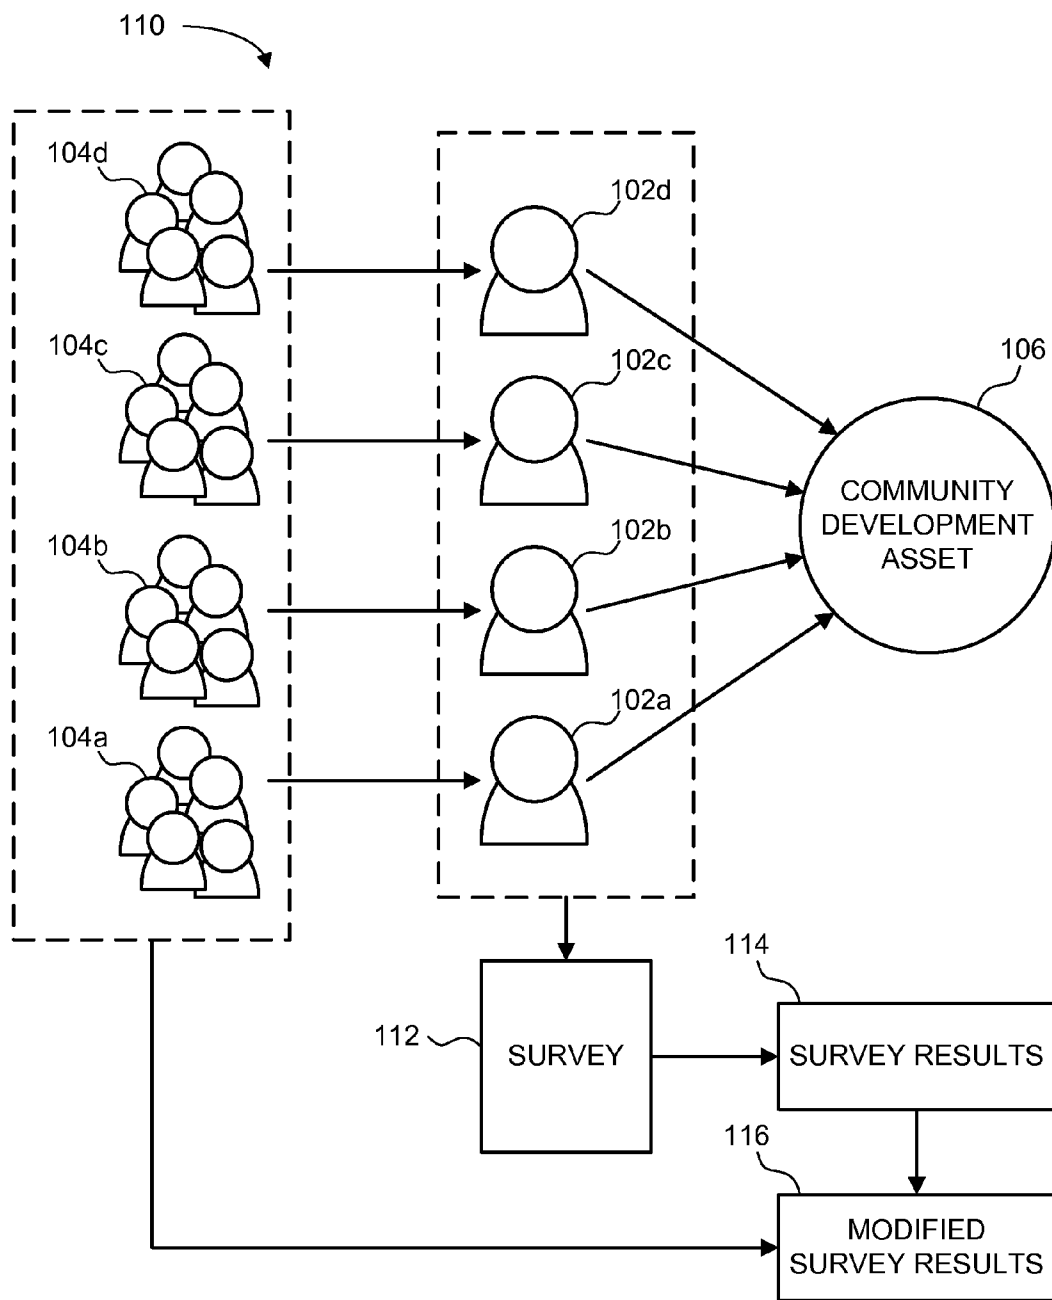 110
104d
102d
104c
102c
106
COMMUNITY
DEVELOPMENT
ASSET
104b
102b
104a
102a
114
112
SURVEY
SURVEY RESULTS
116
MODIFIED
SURVEY RESULTS